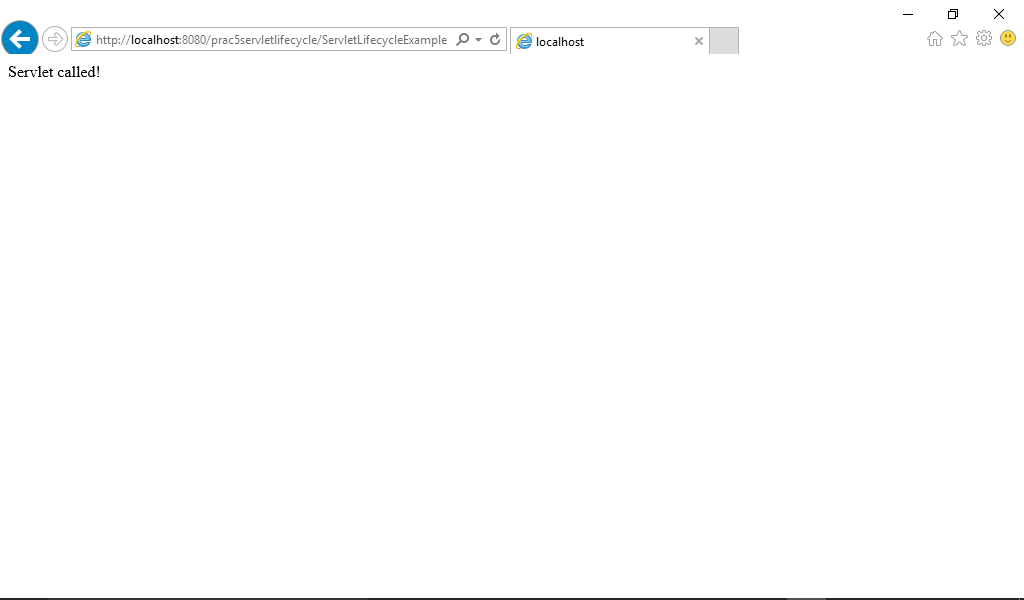 http://localhost:8080/prac5servletlifecycle/ServletLifecycleExample
localhost
Servlet called!